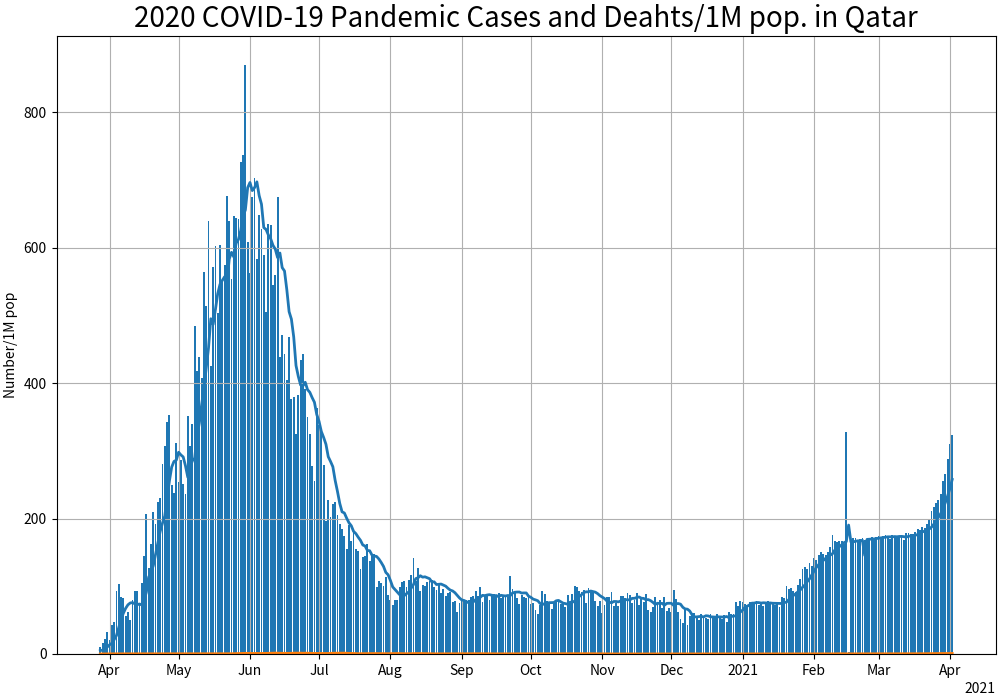 2020 COVID-19 Pandemic Cases and Deahts/1M pop. in Qatar
Number/1M pop
800
600
400
200
0
Apr May Jun Jul Aug Sep Oct Nov Dec 2021 Feb Mar Apr
2021